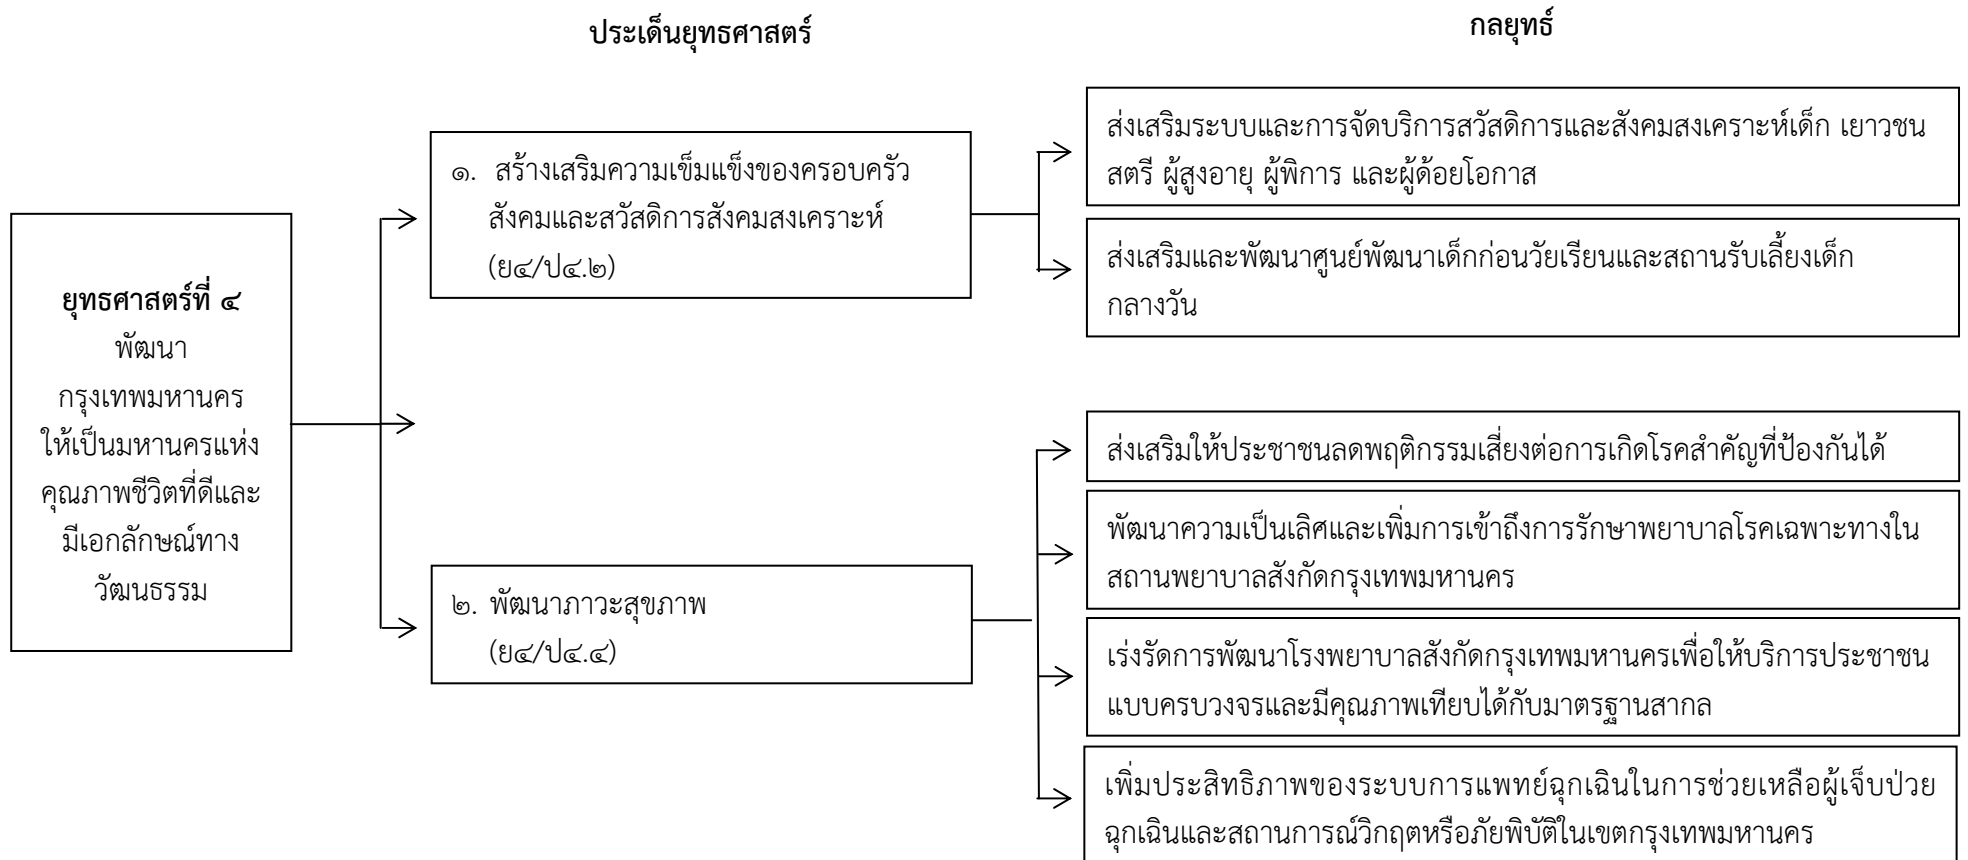 ประเด็นยุทธศาสตร์
กลยุทธ์
ยุทธศาสตร์ที่ ๔
พัฒนา
กรุงเทพมหานคร
ให้เป็นมหานครแห่ง
คุณภาพชีวิตที่ดีและ
มีเอกลักษณ์ทาง
วัฒนธรรม
๑. สร้างเสริมความเข็มแข็งของครอบครัว
สังคมและสวัสดิการสังคมสงเคราะห์
(ย๔/ป๔.๒)
ส่งเสริมระบบและการจัดบริการสวัสดิการและสังคมสงเคราะห์เด็ก เยาวชน
สตรี ผู้สูงอายุ ผู้พิการ และผู้ด้อยโอกาส
ส่งเสริมและพัฒนาศูนย์พัฒนาเด็กก่อนวัยเรียนและสถานรับเลี้ยงเด็ก
กลางวัน
๒. พัฒนาภาวะสุขภาพ
(ย๔/ป๔.๔)
ส่งเสริมให้ประชาชนลดพฤติกรรมเสี่ยงต่อการเกิดโรคสำคัญที่ป้องกันได้
พัฒนาความเป็นเลิศและเพิ่มการเข้าถึงการรักษาพยาบาลโรคเฉพาะทางใน
สถานพยาบาลสังกัดกรุงเทพมหานคร
เร่งรัดการพัฒนาโรงพยาบาลสังกัดกรุงเทพมหานครเพื่อให้บริการประชาชน
แบบครบวงจรและมีคุณภาพเทียบได้กับมาตรฐานสากล
เพิ่มประสิทธิภาพของระบบการแพทย์ฉุกเฉินในการช่วยเหลือผู้เจ็บป่วย
ฉุกเฉินและสถานการณ์วิกฤตหรือภัยพิบัติในเขตกรุงเทพมหานคร